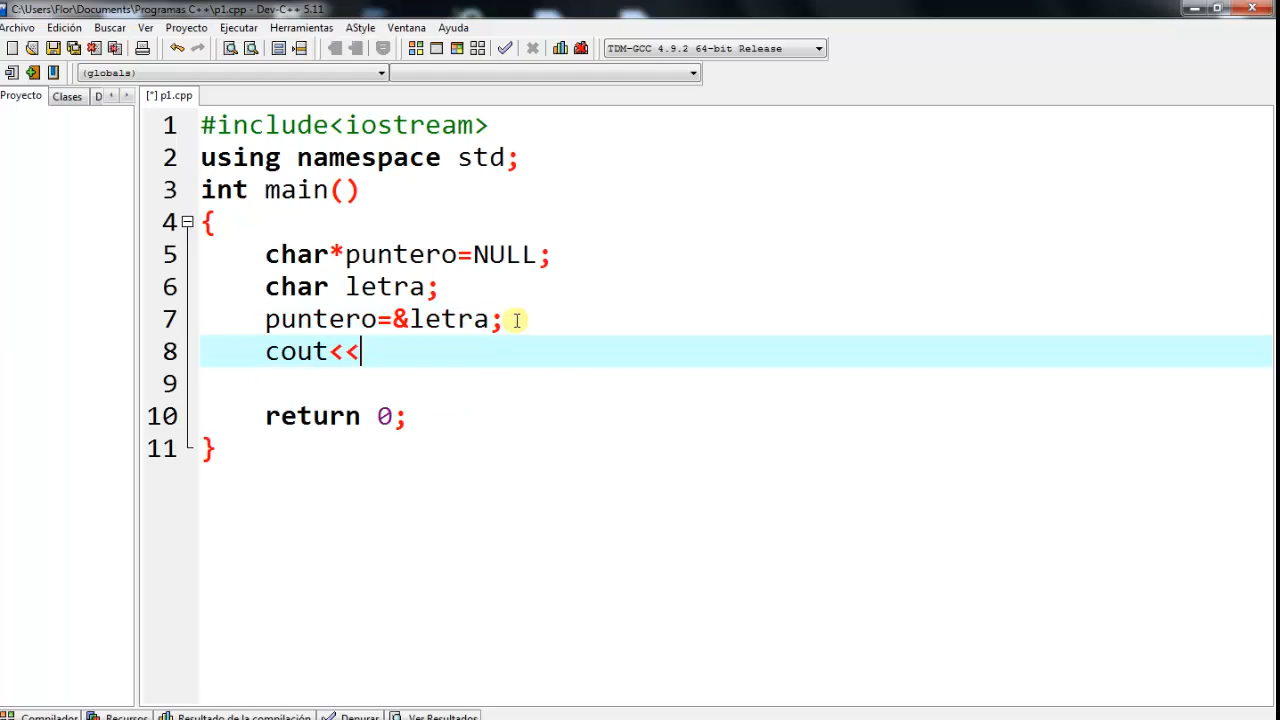 C:\Users\Flor\Documents\Programas C++\p1.cpp - Dev-C++ 5.11
Archivo Edición Buscar Ver Proyecto Ejecutar Herramientas AStyle Ventana Ayuda
TDM-GCC 4.9.2 64-bit Release
(globals)
Proyecto Clases D [*] p1.cpp
1 #include<iostream>
2 using namespace std;
3 int main()
4 {
5 char*puntero=NULL;
6 char letra;
7 puntero=&letra;
8 cout<<
9
10 return 0;
11 }
Compilador Recursos Resultado de la compilación Depurar Ver Resultados